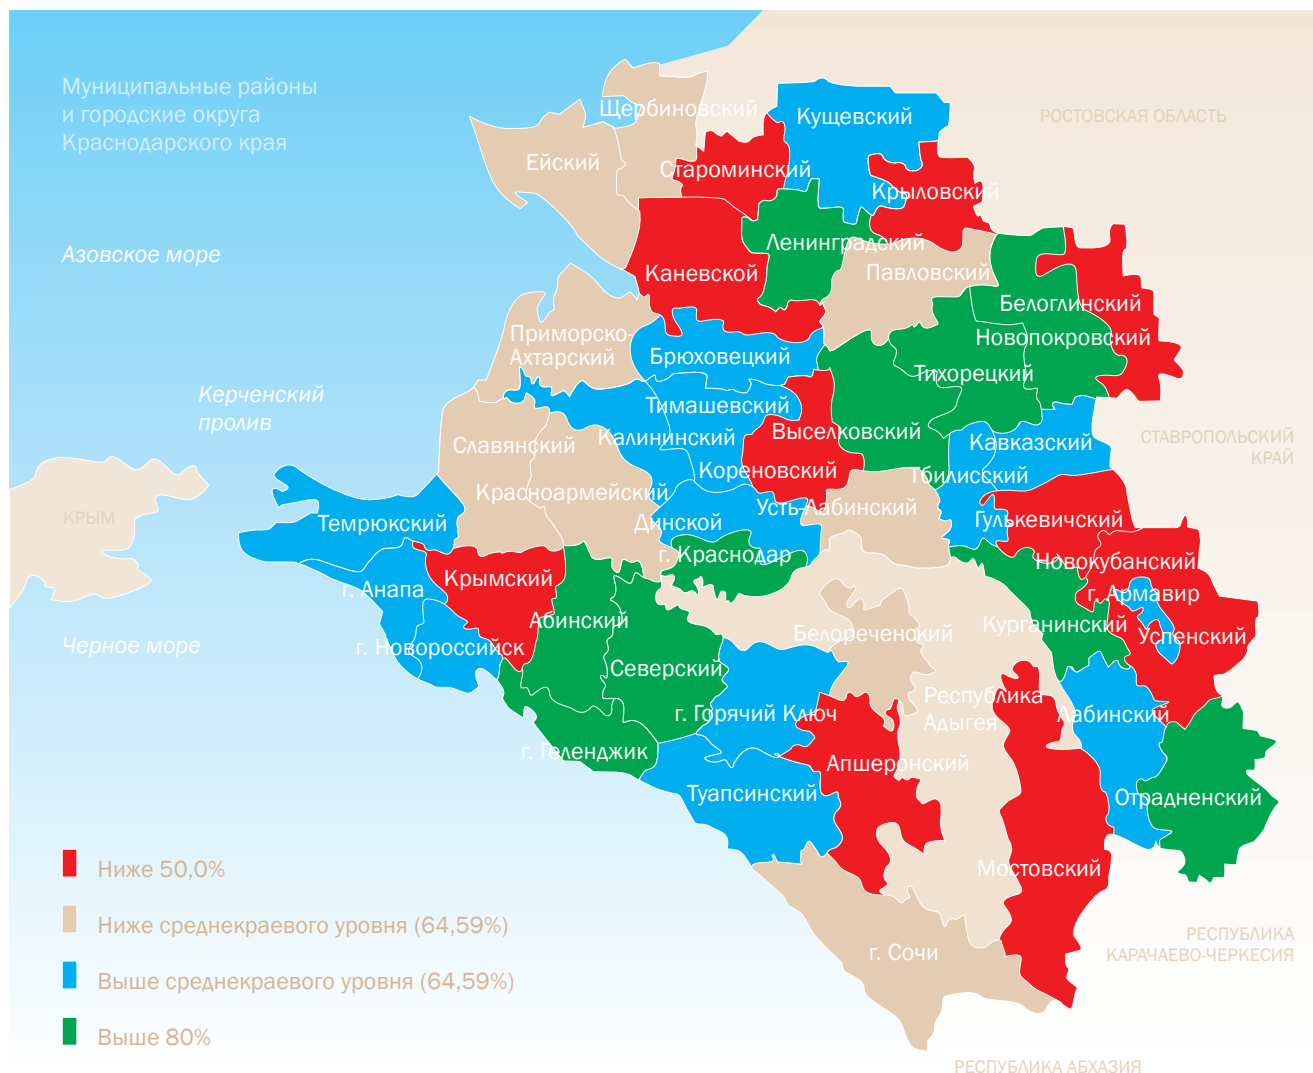 Муниципальные районы
и городские округа
Краснодарского края
Щербиновский
Кущевский
РОСТОВСКАЯ ОБЛАСТЬ
Ейский
Староминский
Крыловский
Азовское море
Ленинградский
Каневской
Павловский
Белоглинский
Приморско-
Ахтарский
Новопокровский
Брюховецкий
Тихорецкий
Керченский
пролив
Тимашевский
Славянский
Калининский
Выселковский
Кавказский
СТАВРОПОЛЬСКИЙ
КРАЙ
Кореновский
Тбилисский
Красноармейский
Усть-Лабинский
КРЫМ
Темрюкский
Динской
Гулькевичский
г. Краснодар
Новокубанский
Крымский
г. Анапа
г. Армавир
Абинский
Белореченский
Курганинский
Успенский
Черное море
г. Новороссийск
Северский
Республика
Адыгея
г. Горячий Ключ
Лабинский
г. Геленджик
Апшеронский
Туапсинский
Отрадненский
Ниже 50,0%
Мостовский
Ниже среднекраевого уровня (64,59%)
г. Сочи
РЕСПУБЛИКА
КАРАЧАЕВО-ЧЕРКЕСИЯ
Выше среднекраевого уровня (64,59%)
Выше 80%
РЕСПУБЛИКА АБХАЗИЯ